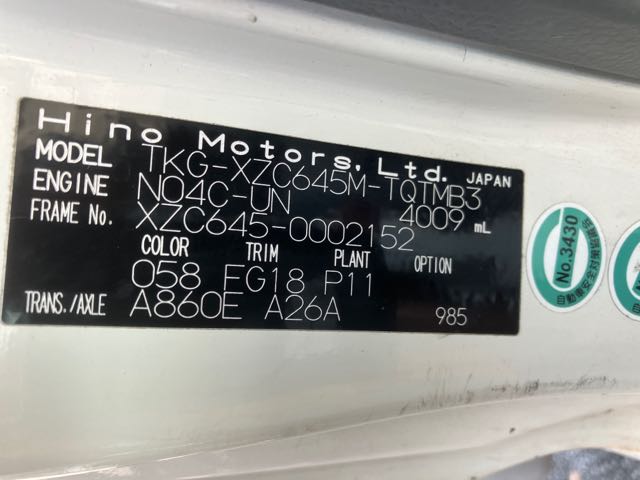 Hino Motors, Ltd. JAPAN
MODEL TKG-XZC645M-TQTMB3
ENGINE N04C-UN 4009 mL
FRAME No. XZC645-0002152
COLOR TRIM PLANT OPTION
058 FG18 P11
TRANS./AXLE A860E A26A 985
No.3430